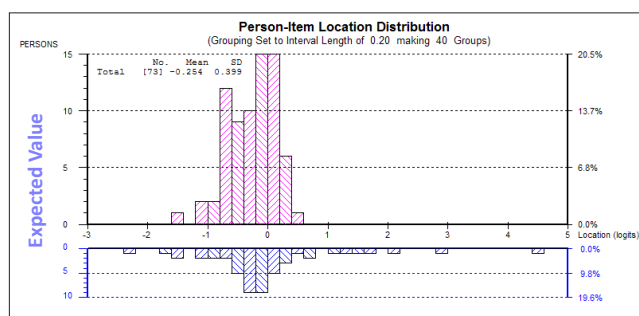 Person-Item Location Distribution
(Grouping Set to Interval Length of 0.20 making 40 Groups)
PERSONS
No. Mean SD
Total [73] -0.254 0.399
Expected Value
15 20.5%
10 13.7%
5 6.8%
0 0.0%
-3 -2 -1 0 1 2 3 4 5
Location (logits)
0 0.0%
5 9.8%
10 19.6%